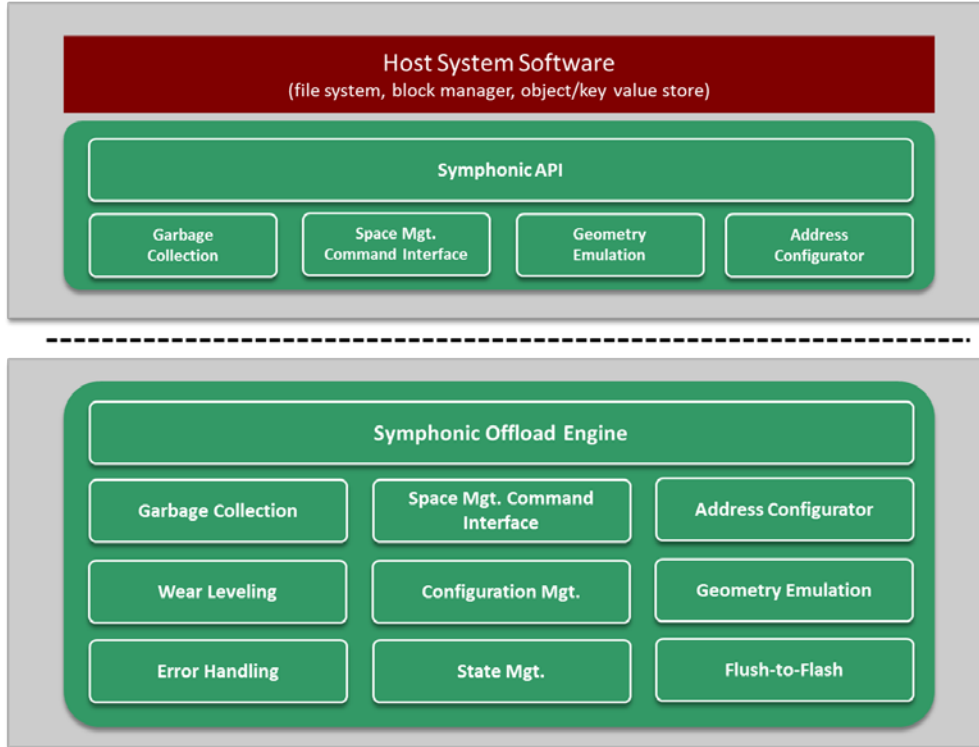 Host System Software
(file system, block manager, object/key value store)
Symphonic API
Garbage
Collection
Space Mgt.
Command Interface
Geometry
Emulation
Address
Configurator
Symphonic Offload Engine
Garbage Collection
Space Mgt. Command
Interface
Address Configurator
Wear Leveling
Configuration Mgt.
Geometry Emulation
Error Handling
State Mgt.
Flush-to-Flash